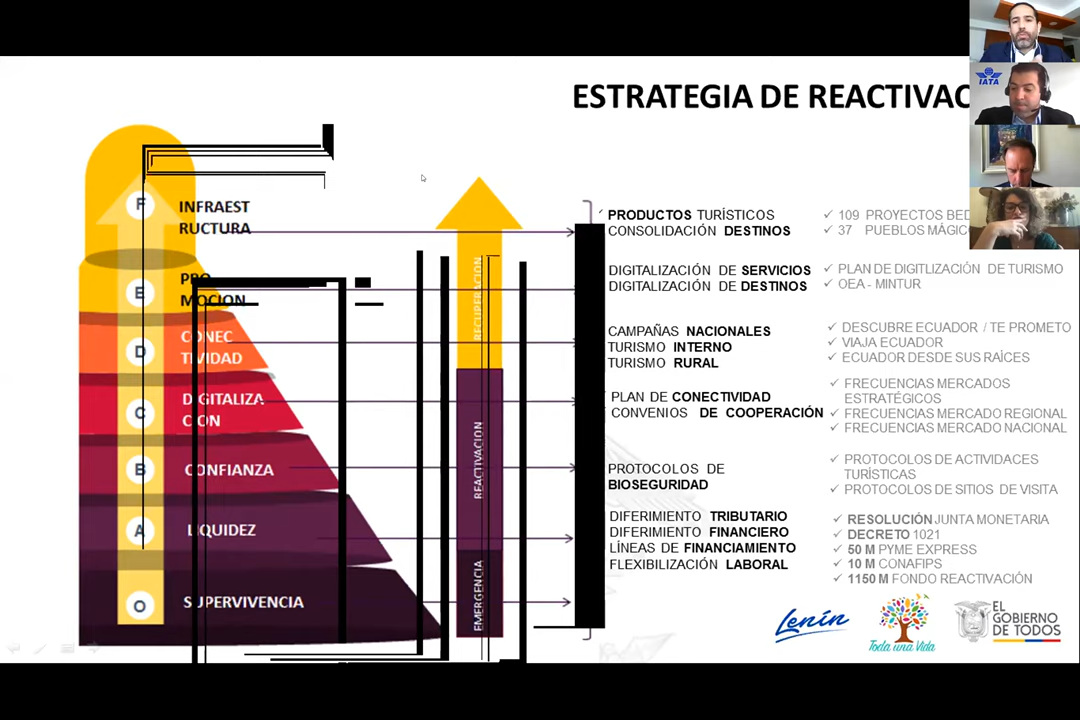 ESTRATEGIA DE REACTIVAC
IATA
F
INFRAEST
RUCTURA
E
PRO
MOCION
D
CONEC
TIVIDAD
C
DIGITALIZA
CION
B
CONFIANZA
A
LIQUIDEZ
O
SUPERVIVENCIA
RECUPERACION
REACTIVACION
EMERGENCIA
PRODUCTOS TURÍSTICOS
CONSOLIDACIÓN DESTINOS
DIGITALIZACIÓN DE SERVICIOS
DIGITALIZACIÓN DE DESTINOS
CAMPAÑAS NACIONALES
TURISMO INTERNO
TURISMO RURAL
PLAN DE CONECTIVIDAD
CONVENIOS DE COOPERACIÓN
PROTOCOLOS DE
BIOSEGURIDAD
DIFERIMIENTO TRIBUTARIO
DIFERIMIENTO FINANCIERO
LÍNEAS DE FINANCIAMIENTO
FLEXIBILIZACIÓN LABORAL
✓ 109 PROYECTOS BED
✓ 37 PUEBLOS MÁGIC
✓ PLAN DE DIGITLIZACIÓN DE TURISMO
✓ OEA - MINTUR
✓ DESCUBRE ECUADOR / TE PROMETO
✓ VIAJA ECUADOR
✓ ECUADOR DESDE SUS RAÍCES
✓ FRECUENCIAS MERCADOS
ESTRATÉGICOS
✓ FRECUENCIAS MERCADO REGIONAL
✓ FRECUENCIAS MERCADO NACIONAL
✓ PROTOCOLOS DE ACTIVIDACES
TURÍSTICAS
✓ PROTOCOLOS DE SITIOS DE VISITA
✓ RESOLUCIÓN JUNTA MONETARIA
✓ DECRETO 1021
✓ 50 M PYME EXPRESS
✓ 10 M CONAFIPS
✓ 1150 M FONDO REACTIVACIÓN
Lenín
Toda una Vida
EL
GOBIERNO
DE TODOS